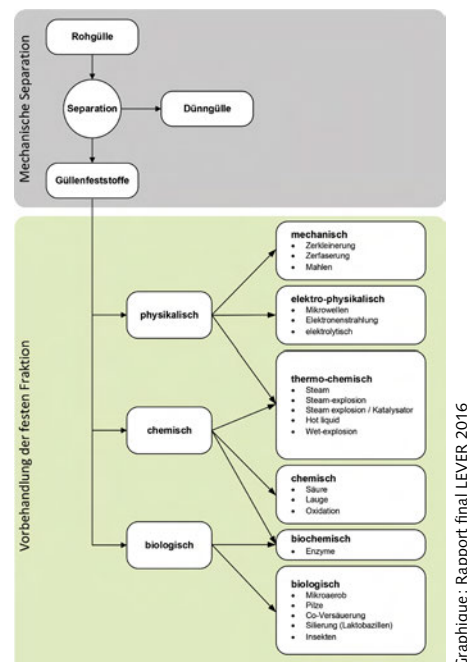 Mechanische Separation
Rohgülle
Separation
Dünngülle
Güllenfeststoffe
Vorbehandlung der festen Fraktion
physikalisch
chemisch
biologisch
mechanisch
• Zerkleinerung
• Zerfaserung
• Mahlen
elektro-physikalisch
• Mikrowellen
• Elektronenstrahlung
• elektrolytisch
thermo-chemisch
• Steam
• Steam-explosion
• Steam explosion / Katalysator
• Hot liquid
• Wet-explosion
chemisch
• Säure
• Lauge
• Oxidation
biochemisch
• Enzyme
biologisch
• Mikroaerob
• Pilze
• Co-Versäuerung
• Silierung (Laktobazillen)
• Insekten
Graphique: Rapport final LEVER 2016